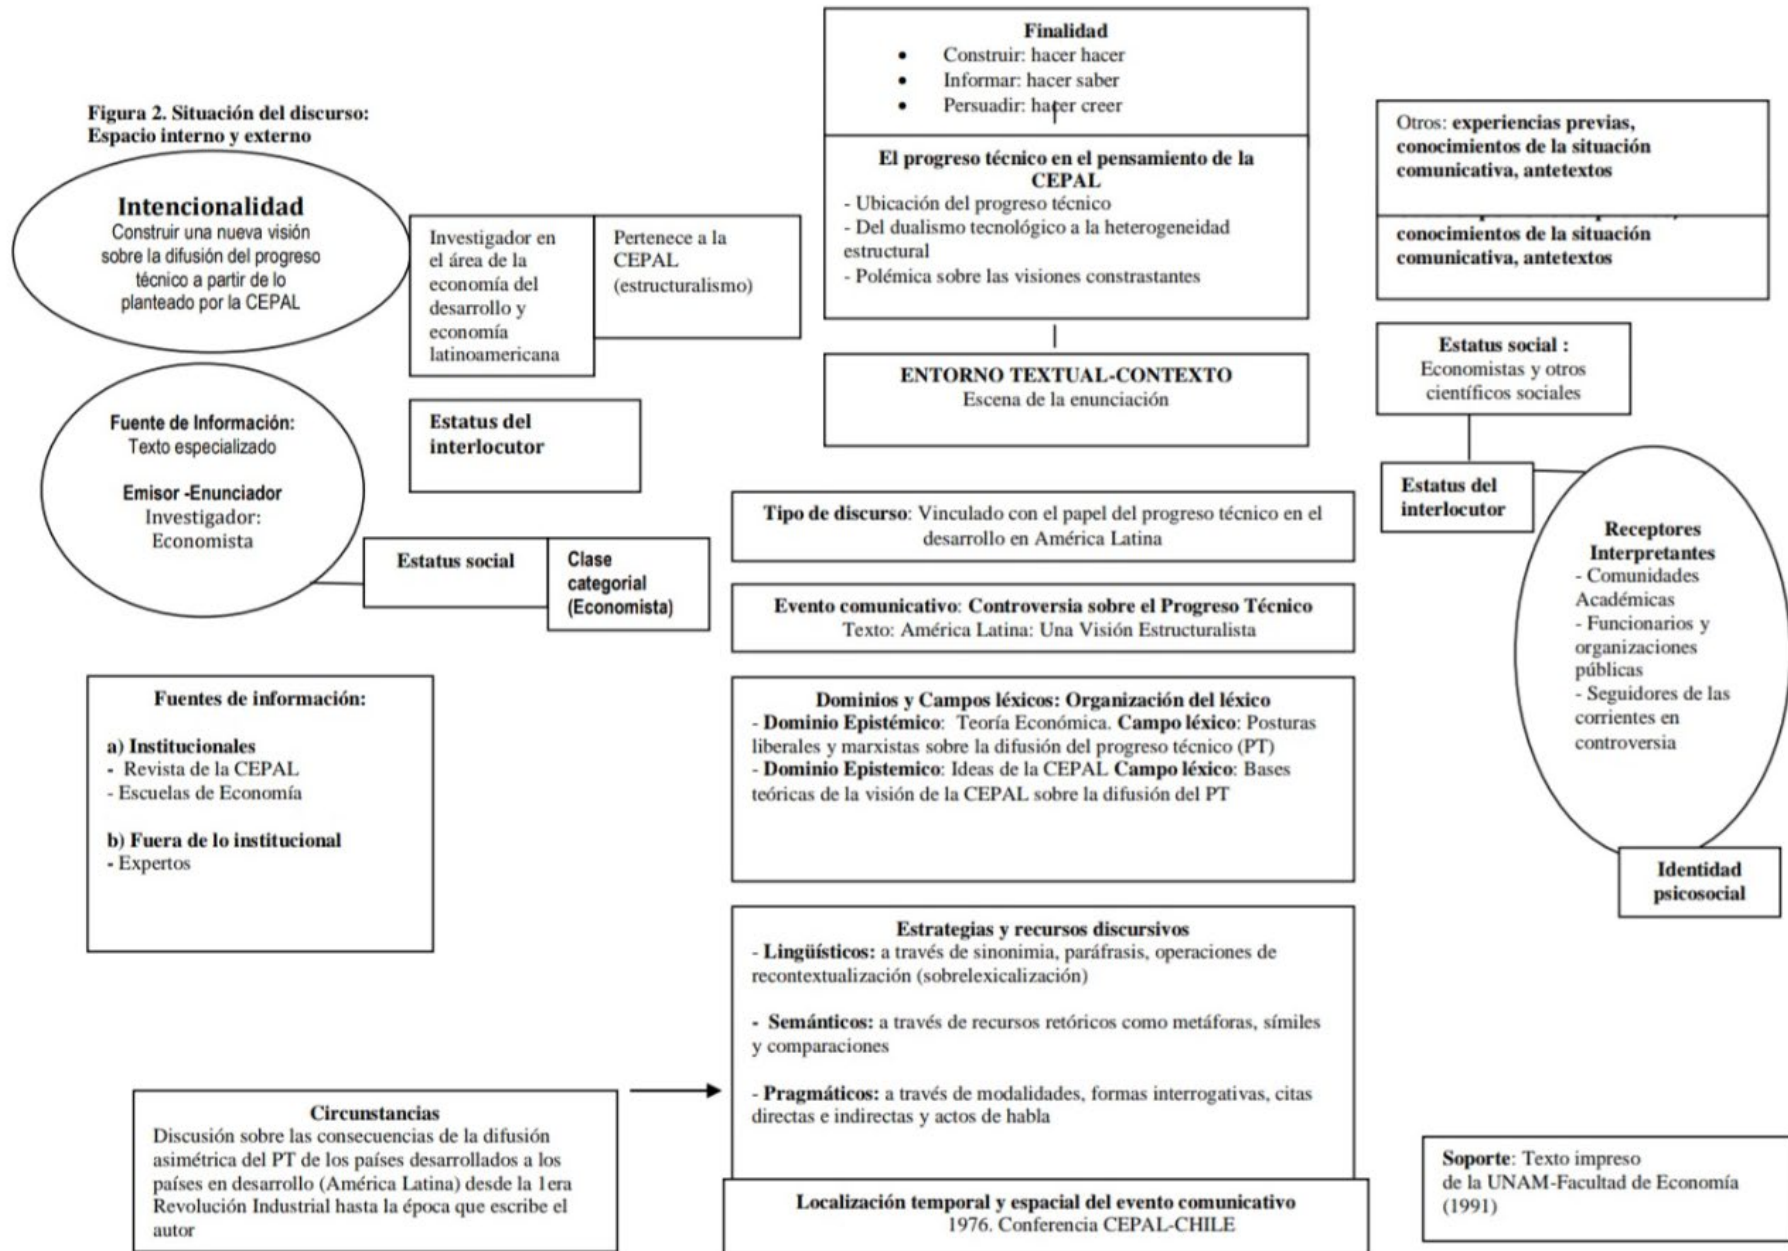 Figura 2. Situación del discurso:
Espacio interno y externo
Intencionalidad
Construir una nueva visión
sobre la difusión del progreso
técnico a partir de lo
planteado por la CEPAL
Investigador en
el área de la
economía del
desarrollo y
economía
latinoamericana
Pertenece a la
CEPAL
(estructuralismo)
Fuente de Información:
Texto especializado
Emisor -Enunciador
Investigador:
Economista
Estatus del
interlocutor
Estatus social
Clase
categorial
(Economista)
Fuentes de información:
a) Institucionales
- Revista de la CEPAL
- Escuelas de Economía
b) Fuera de lo institucional
- Expertos
Circunstancias
Discusión sobre las consecuencias de la difusión
asimétrica del PT de los países desarrollados a los
países en desarrollo (América Latina) desde la 1era
Revolución Industrial hasta la época que escribe el
autor
Finalidad
• Construir: hacer hacer
• Informar: hacer saber
• Persuadir: hacer creer
El progreso técnico en el pensamiento de la
CEPAL
- Ubicación del progreso técnico
- Del dualismo tecnológico a la heterogeneidad
estructural
- Polémica sobre las visiones constrastantes
ENTORNO TEXTUAL-CONTEXTO
Escena de la enunciación
Tipo de discurso: Vinculado con el papel del progreso técnico en el
desarrollo en América Latina
Evento comunicativo: Controversia sobre el Progreso Técnico
Texto: América Latina: Una Visión Estructuralista
Dominios y Campos léxicos: Organización del léxico
- Dominio Epistémico: Teoría Económica. Campo léxico: Posturas
liberales y marxistas sobre la difusión del progreso técnico (PT)
- Dominio Epistemico: Ideas de la CEPAL Campo léxico: Bases
teóricas de la visión de la CEPAL sobre la difusión del PT
Estrategias y recursos discursivos
- Lingüísticos: a través de sinonimia, paráfrasis, operaciones de
recontextualización (sobrelexicalización)
- Semánticos: a través de recursos retóricos como metáforas, símiles
y comparaciones
- Pragmáticos: a través de modalidades, formas interrogativas, citas
directas e indirectas y actos de habla
Localización temporal y espacial del evento comunicativo
1976. Conferencia CEPAL-CHILE
Otros: experiencias previas,
conocimientos de la situación
comunicativa, antetextos
conocimientos de la situación
comunicativa, antetextos
Estatus social :
Economistas y otros
científicos sociales
Estatus del
interlocutor
Receptores
Interpretantes
- Comunidades
Académicas
- Funcionarios y
organizaciones
públicas
- Seguidores de las
corrientes en
controversia
Identidad
psicosocial
Soporte: Texto impreso
de la UNAM-Facultad de Economía
(1991)